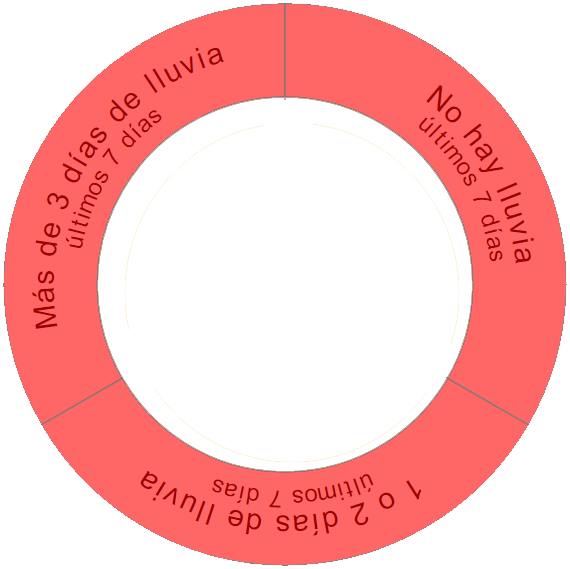 Más de 3 días de lluvia
últimos 7 días
No hay lluvia
últimos 7 días
1 o 2 días de lluvia
últimos 7 días